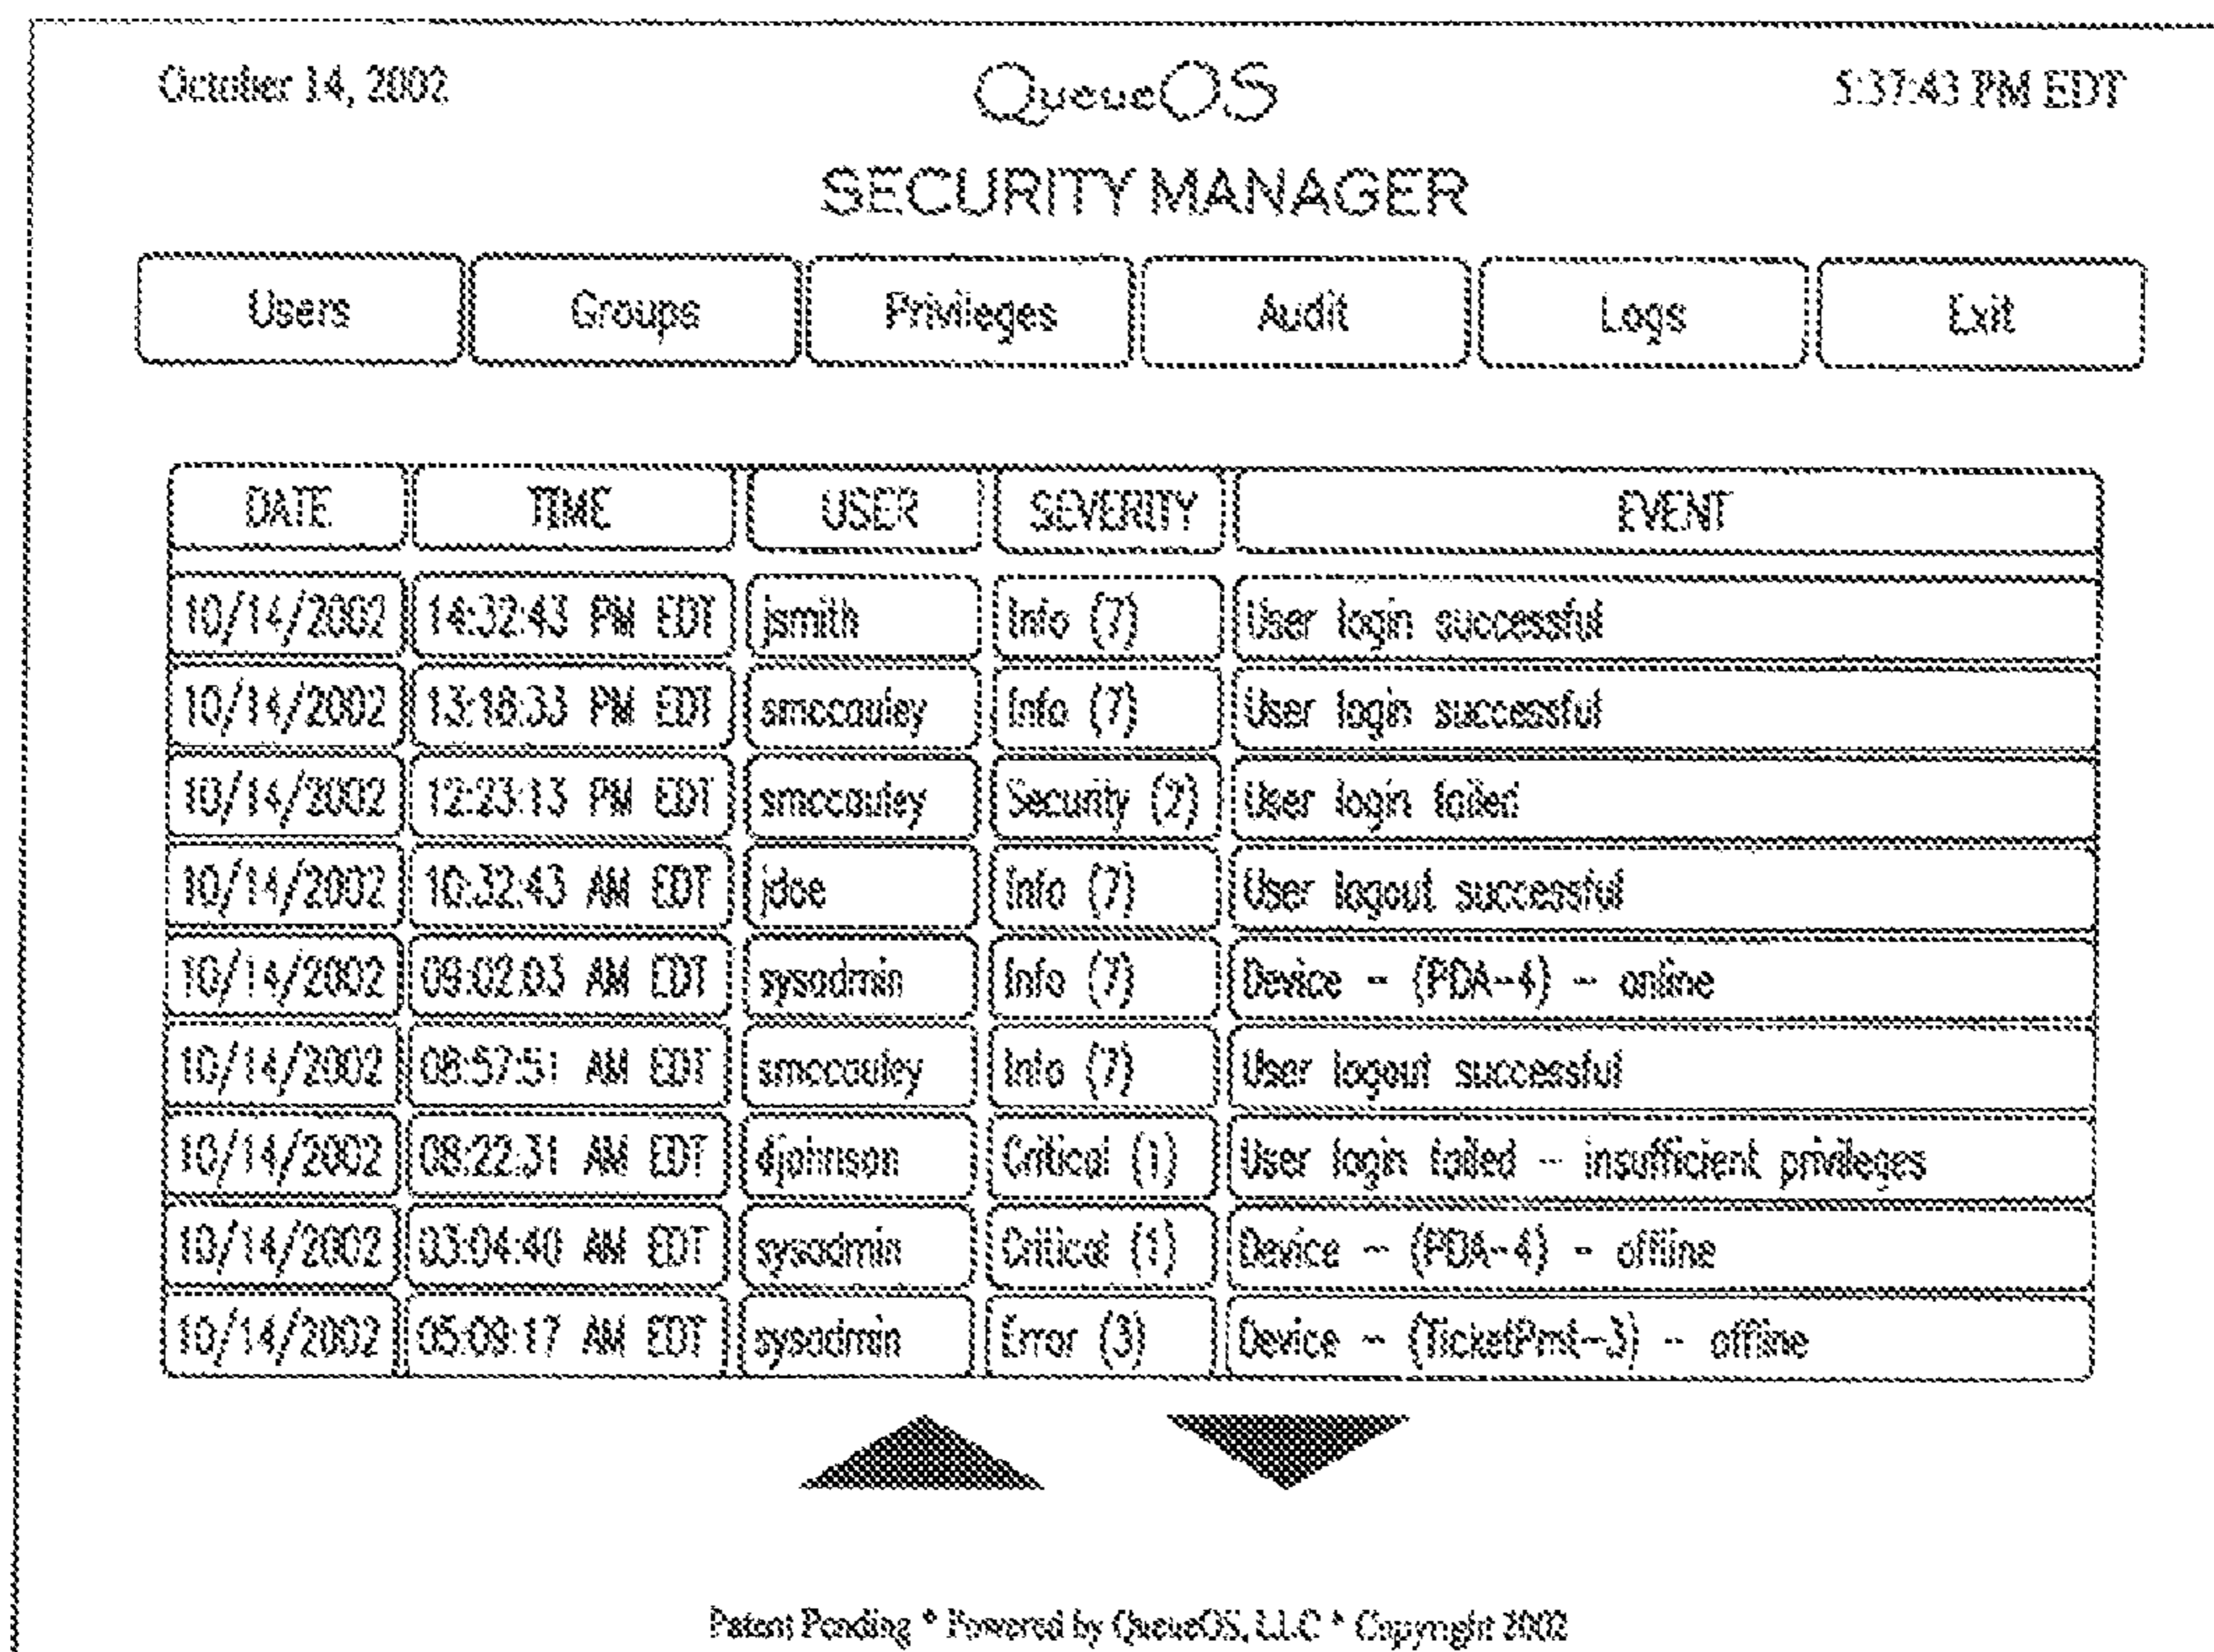 October 14, 2002 QueueOS 5:37:43 PM EDT
SECURITY MANAGER
Users Groups Privileges Audit Logs Exit
DATE TIME USER SEVERITY EVENT
10/14/2002 14:32:43 PM EDT jsmith Info (7) User login successful
10/14/2002 13:18:33 PM EDT smccauley Info (7) User login successful
10/14/2002 12:23:13 PM EDT smccauley Security (2) User login failed
10/14/2002 10:32:43 AM EDT jdoe Info (7) User logout successful
10/14/2002 09:02:03 AM EDT sysadmin Info (7) Device -- (PDA--4) -- online
10/14/2002 08:57:51 AM EDT smccauley Info (7) User logout successful
10/14/2002 08:22:31 AM EDT djohnson Critical (1) User login failed -- insufficient privileges
10/14/2002 03:04:40 AM EDT sysadmin Critical (1) Device -- (PDA--4) -- offline
10/14/2002 05:09:17 AM EDT sysadmin Error (3) Device -- (TicketPmt--3) -- offline
Patent Pending * Powered by QueueOS, LLC * Copyright 2002